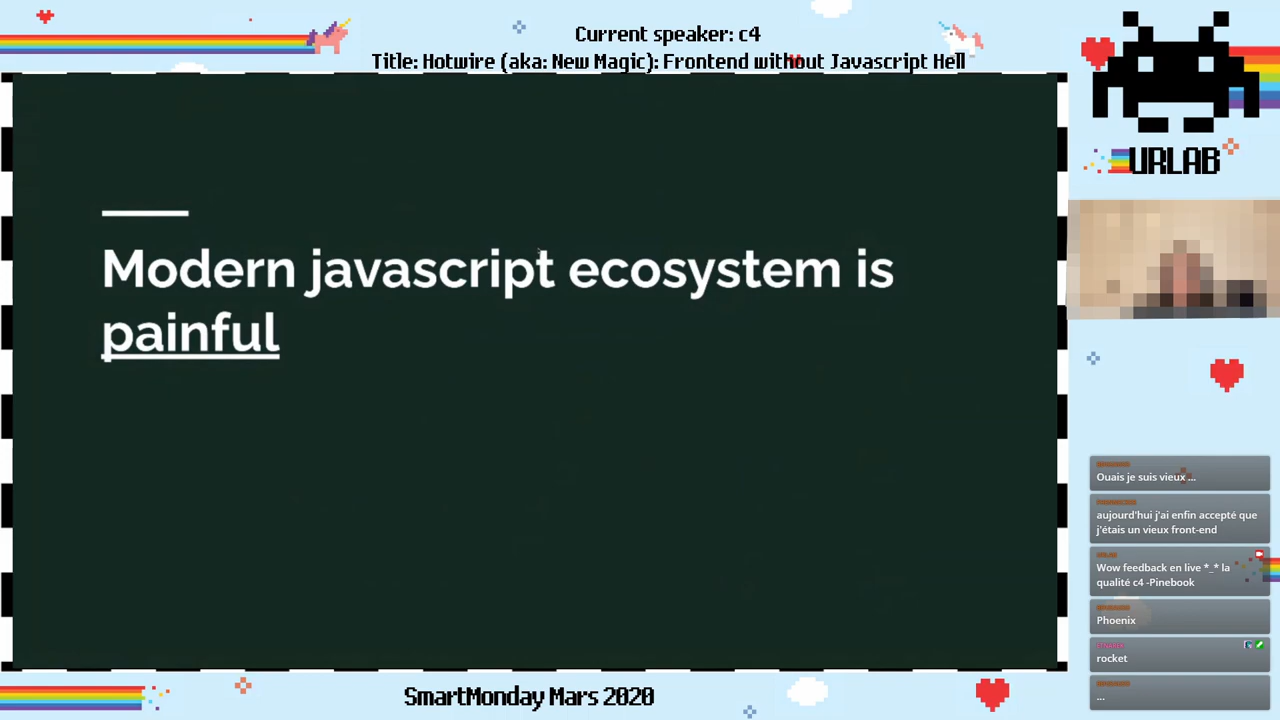 Current speaker: c4
Title: Hotwire (aka: New Magic): Frontend without Javascript Hell
URLAB
Modern javascript ecosystem is
painful
Ouais je suis vieux ...
aujourd'hui j'ai enfin accepté que
j'étais un vieux front-end
Wow feedback en live *_* la
qualité c4 -Pinebook
Phoenix
rocket
...
SmartMonday Mars 2020